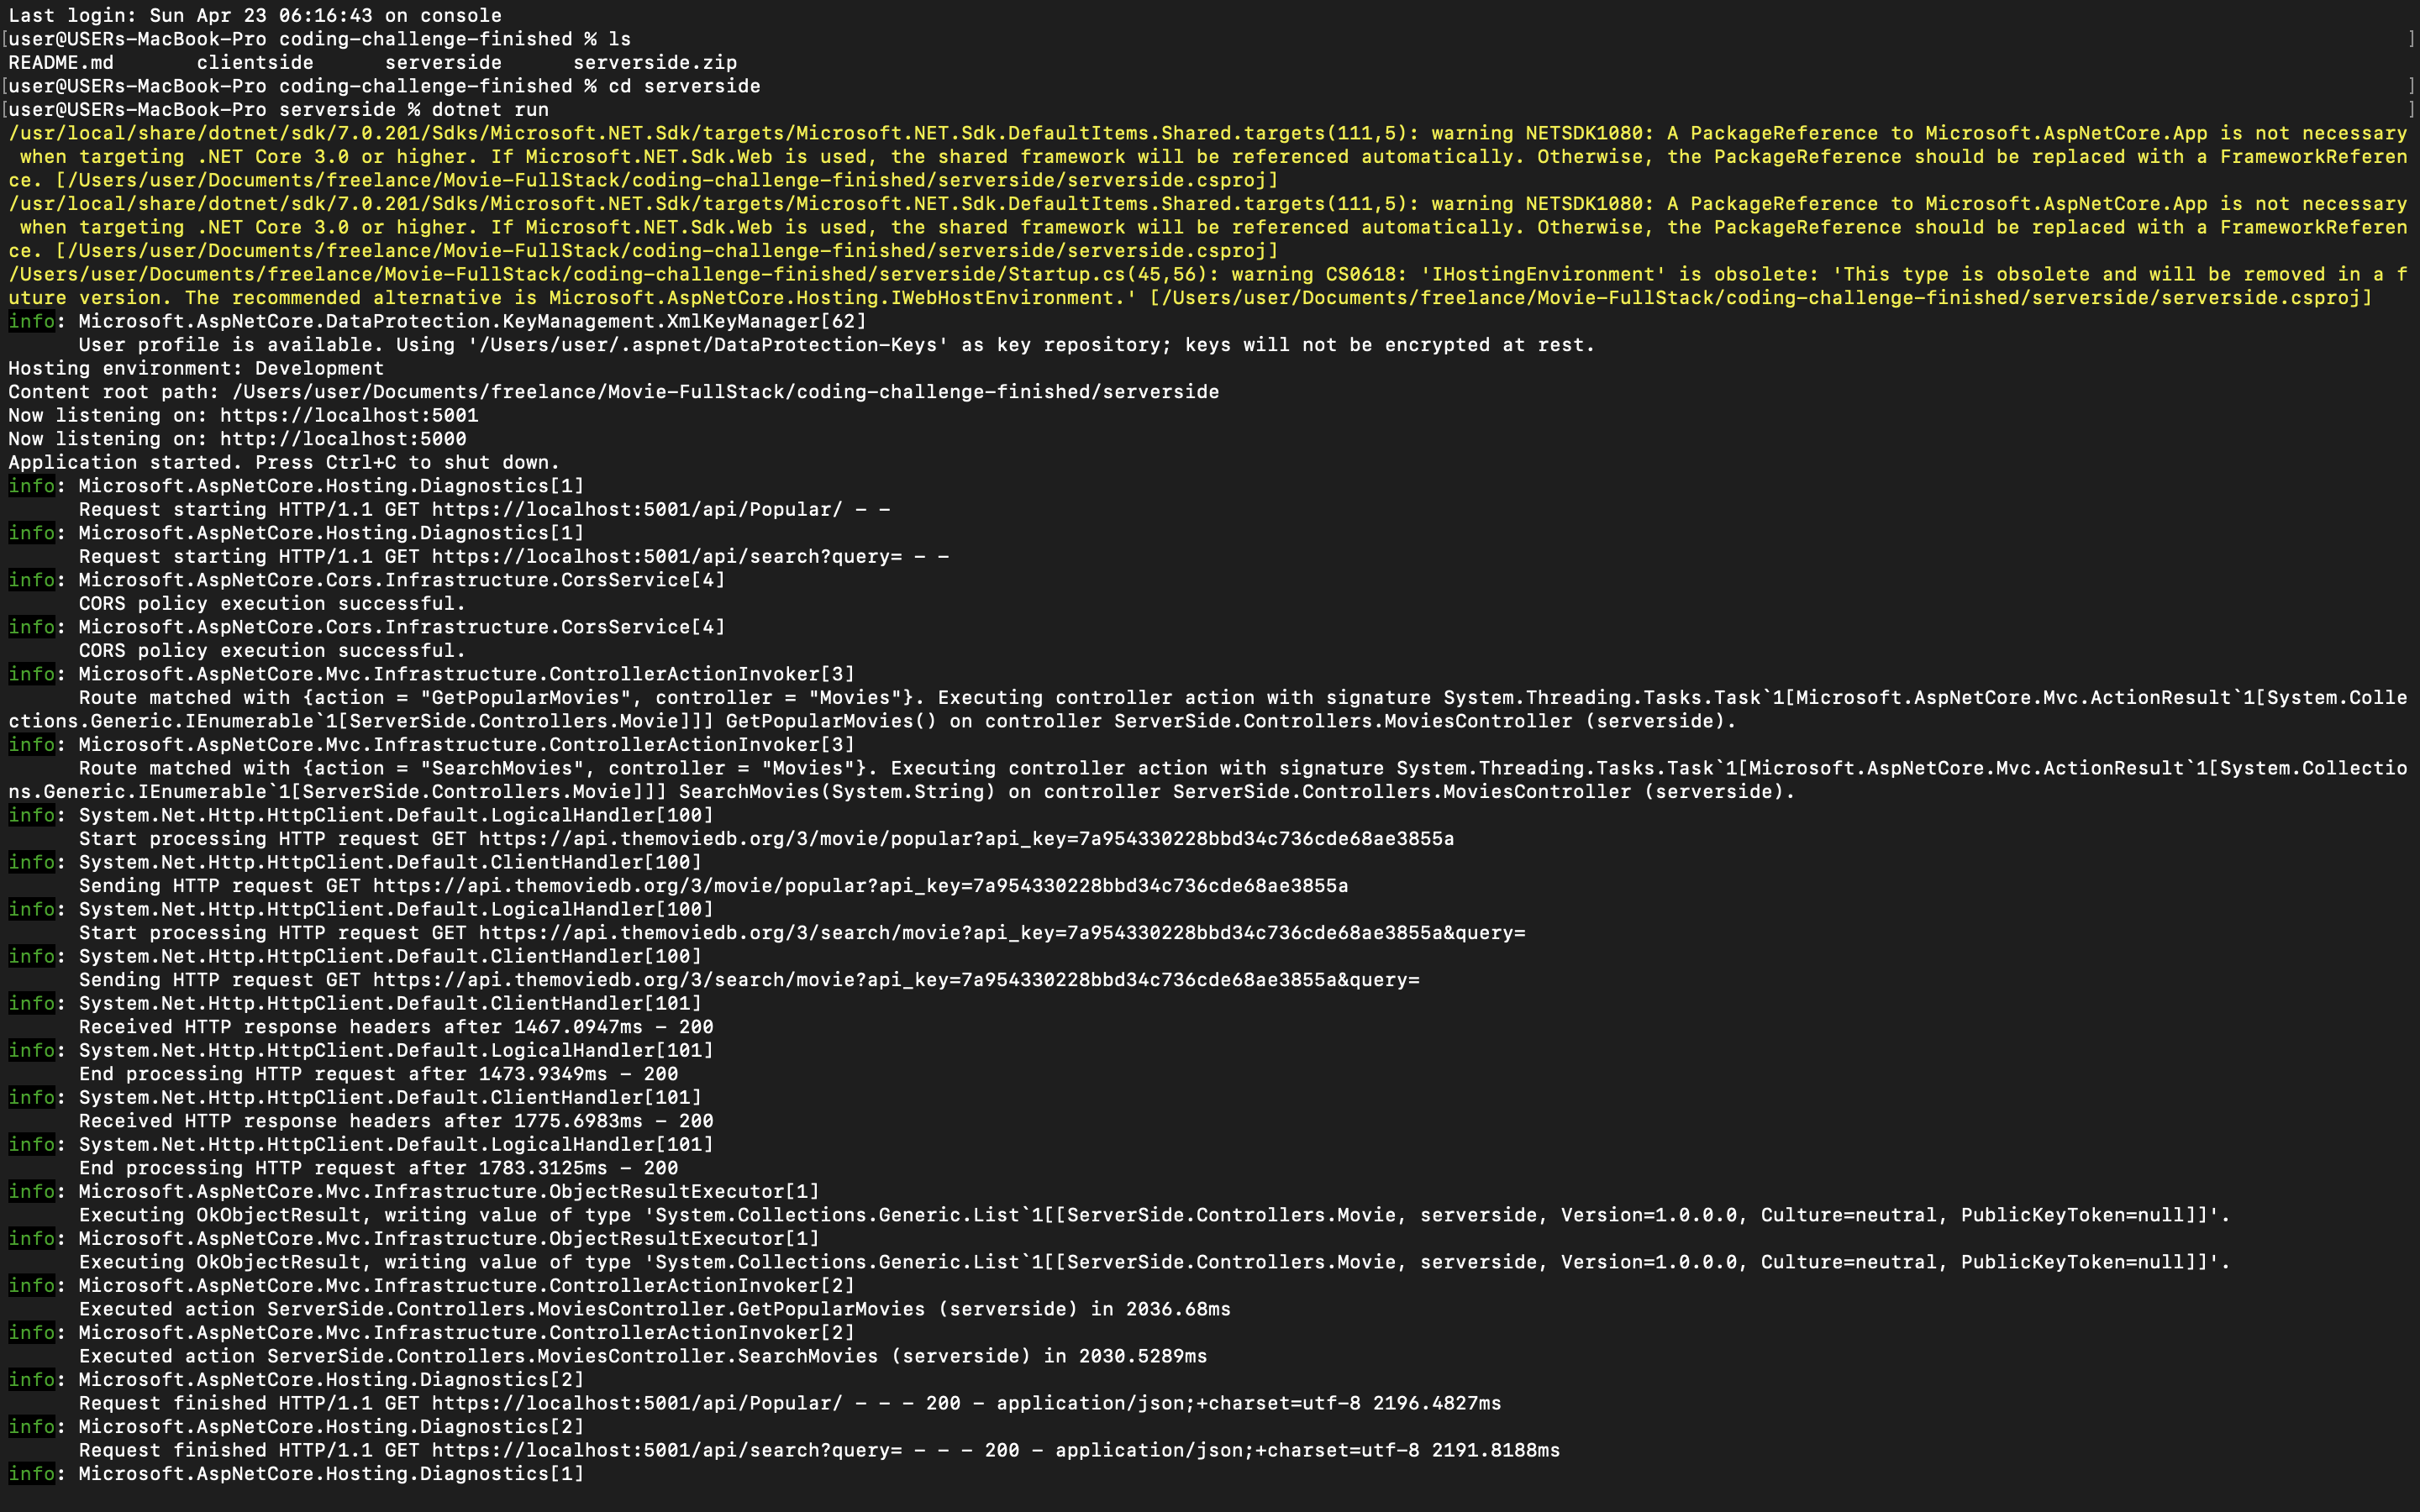 Last login: Sun Apr 23 06:16:43 on console
[user@USERs-MacBook-Pro coding-challenge-finished % ls ]
README.md       clientside      serverside      serverside.zip
[user@USERs-MacBook-Pro coding-challenge-finished % cd serverside ]
[user@USERs-MacBook-Pro serverside % dotnet run ]
/usr/local/share/dotnet/sdk/7.0.201/Sdks/Microsoft.NET.Sdk/targets/Microsoft.NET.Sdk.DefaultItems.Shared.targets(111,5): warning NETSDK1080: A PackageReference to Microsoft.AspNetCore.App is not necessary
 when targeting .NET Core 3.0 or higher. If Microsoft.NET.Sdk.Web is used, the shared framework will be referenced automatically. Otherwise, the PackageReference should be replaced with a FrameworkReferen
ce. [/Users/user/Documents/freelance/Movie-FullStack/coding-challenge-finished/serverside/serverside.csproj]
/usr/local/share/dotnet/sdk/7.0.201/Sdks/Microsoft.NET.Sdk/targets/Microsoft.NET.Sdk.DefaultItems.Shared.targets(111,5): warning NETSDK1080: A PackageReference to Microsoft.AspNetCore.App is not necessary
 when targeting .NET Core 3.0 or higher. If Microsoft.NET.Sdk.Web is used, the shared framework will be referenced automatically. Otherwise, the PackageReference should be replaced with a FrameworkReferen
ce. [/Users/user/Documents/freelance/Movie-FullStack/coding-challenge-finished/serverside/serverside.csproj]
/Users/user/Documents/freelance/Movie-FullStack/coding-challenge-finished/serverside/Startup.cs(45,56): warning CS0618: 'IHostingEnvironment' is obsolete: 'This type is obsolete and will be removed in a f
uture version. The recommended alternative is Microsoft.AspNetCore.Hosting.IWebHostEnvironment.' [/Users/user/Documents/freelance/Movie-FullStack/coding-challenge-finished/serverside/serverside.csproj]
info: Microsoft.AspNetCore.DataProtection.KeyManagement.XmlKeyManager[62]
      User profile is available. Using '/Users/user/.aspnet/DataProtection-Keys' as key repository; keys will not be encrypted at rest.
Hosting environment: Development
Content root path: /Users/user/Documents/freelance/Movie-FullStack/coding-challenge-finished/serverside
Now listening on: https://localhost:5001
Now listening on: http://localhost:5000
Application started. Press Ctrl+C to shut down.
info: Microsoft.AspNetCore.Hosting.Diagnostics[1]
      Request starting HTTP/1.1 GET https://localhost:5001/api/Popular/ - -
info: Microsoft.AspNetCore.Hosting.Diagnostics[1]
      Request starting HTTP/1.1 GET https://localhost:5001/api/search?query= - -
info: Microsoft.AspNetCore.Cors.Infrastructure.CorsService[4]
      CORS policy execution successful.
info: Microsoft.AspNetCore.Cors.Infrastructure.CorsService[4]
      CORS policy execution successful.
info: Microsoft.AspNetCore.Mvc.Infrastructure.ControllerActionInvoker[3]
      Route matched with {action = "GetPopularMovies", controller = "Movies"}. Executing controller action with signature System.Threading.Tasks.Task`1[Microsoft.AspNetCore.Mvc.ActionResult`1[System.Colle
ctions.Generic.IEnumerable`1[ServerSide.Controllers.Movie]]] GetPopularMovies() on controller ServerSide.Controllers.MoviesController (serverside).
info: Microsoft.AspNetCore.Mvc.Infrastructure.ControllerActionInvoker[3]
      Route matched with {action = "SearchMovies", controller = "Movies"}. Executing controller action with signature System.Threading.Tasks.Task`1[Microsoft.AspNetCore.Mvc.ActionResult`1[System.Collectio
ns.Generic.IEnumerable`1[ServerSide.Controllers.Movie]]] SearchMovies(System.String) on controller ServerSide.Controllers.MoviesController (serverside).
info: System.Net.Http.HttpClient.Default.LogicalHandler[100]
      Start processing HTTP request GET https://api.themoviedb.org/3/movie/popular?api_key=7a954330228bbd34c736cde68ae3855a
info: System.Net.Http.HttpClient.Default.ClientHandler[100]
      Sending HTTP request GET https://api.themoviedb.org/3/movie/popular?api_key=7a954330228bbd34c736cde68ae3855a
info: System.Net.Http.HttpClient.Default.LogicalHandler[100]
      Start processing HTTP request GET https://api.themoviedb.org/3/search/movie?api_key=7a954330228bbd34c736cde68ae3855a&query=
info: System.Net.Http.HttpClient.Default.ClientHandler[100]
      Sending HTTP request GET https://api.themoviedb.org/3/search/movie?api_key=7a954330228bbd34c736cde68ae3855a&query=
info: System.Net.Http.HttpClient.Default.ClientHandler[101]
      Received HTTP response headers after 1467.0947ms - 200
info: System.Net.Http.HttpClient.Default.LogicalHandler[101]
      End processing HTTP request after 1473.9349ms - 200
info: System.Net.Http.HttpClient.Default.ClientHandler[101]
      Received HTTP response headers after 1775.6983ms - 200
info: System.Net.Http.HttpClient.Default.LogicalHandler[101]
      End processing HTTP request after 1783.3125ms - 200
info: Microsoft.AspNetCore.Mvc.Infrastructure.ObjectResultExecutor[1]
      Executing OkObjectResult, writing value of type 'System.Collections.Generic.List`1[[ServerSide.Controllers.Movie, serverside, Version=1.0.0.0, Culture=neutral, PublicKeyToken=null]]'.
info: Microsoft.AspNetCore.Mvc.Infrastructure.ObjectResultExecutor[1]
      Executing OkObjectResult, writing value of type 'System.Collections.Generic.List`1[[ServerSide.Controllers.Movie, serverside, Version=1.0.0.0, Culture=neutral, PublicKeyToken=null]]'.
info: Microsoft.AspNetCore.Mvc.Infrastructure.ControllerActionInvoker[2]
      Executed action ServerSide.Controllers.MoviesController.GetPopularMovies (serverside) in 2036.68ms
info: Microsoft.AspNetCore.Mvc.Infrastructure.ControllerActionInvoker[2]
      Executed action ServerSide.Controllers.MoviesController.SearchMovies (serverside) in 2030.5289ms
info: Microsoft.AspNetCore.Hosting.Diagnostics[2]
      Request finished HTTP/1.1 GET https://localhost:5001/api/Popular/ - - - 200 - application/json;+charset=utf-8 2196.4827ms
info: Microsoft.AspNetCore.Hosting.Diagnostics[2]
      Request finished HTTP/1.1 GET https://localhost:5001/api/search?query= - - - 200 - application/json;+charset=utf-8 2191.8188ms
info: Microsoft.AspNetCore.Hosting.Diagnostics[1]